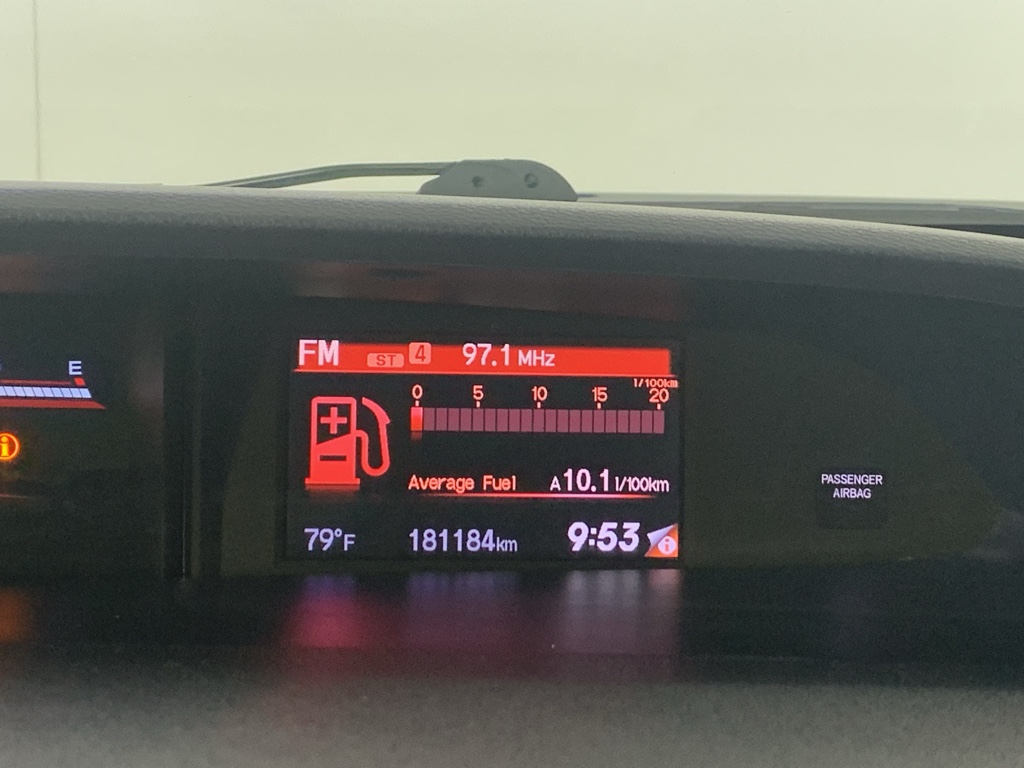 FM ST 4 97.1 MHz
l/100km
0 5 10 15 20
E
Average Fuel A10.1 l/100km
PASSENGER
AIRBAG
79°F 181184km 9:53